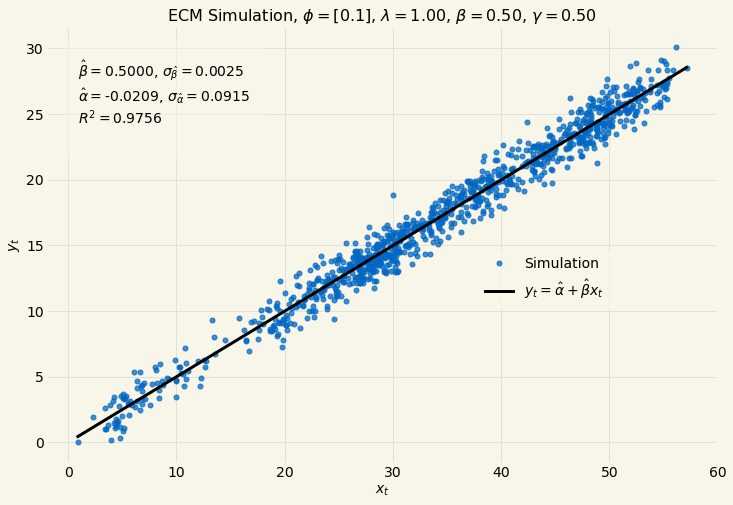 ECM Simulation, ϕ = [0.1], λ = 1.00, β = 0.50, γ = 0.50
β̂ = 0.5000, σ_β̂ = 0.0025
α̂ = -0.0209, σ_α̂ = 0.0915
R² = 0.9756
30
25
20
15
10
5
0
y_t
Simulation
y_t = α̂ + β̂x_t
0 10 20 30 40 50 60
x_t